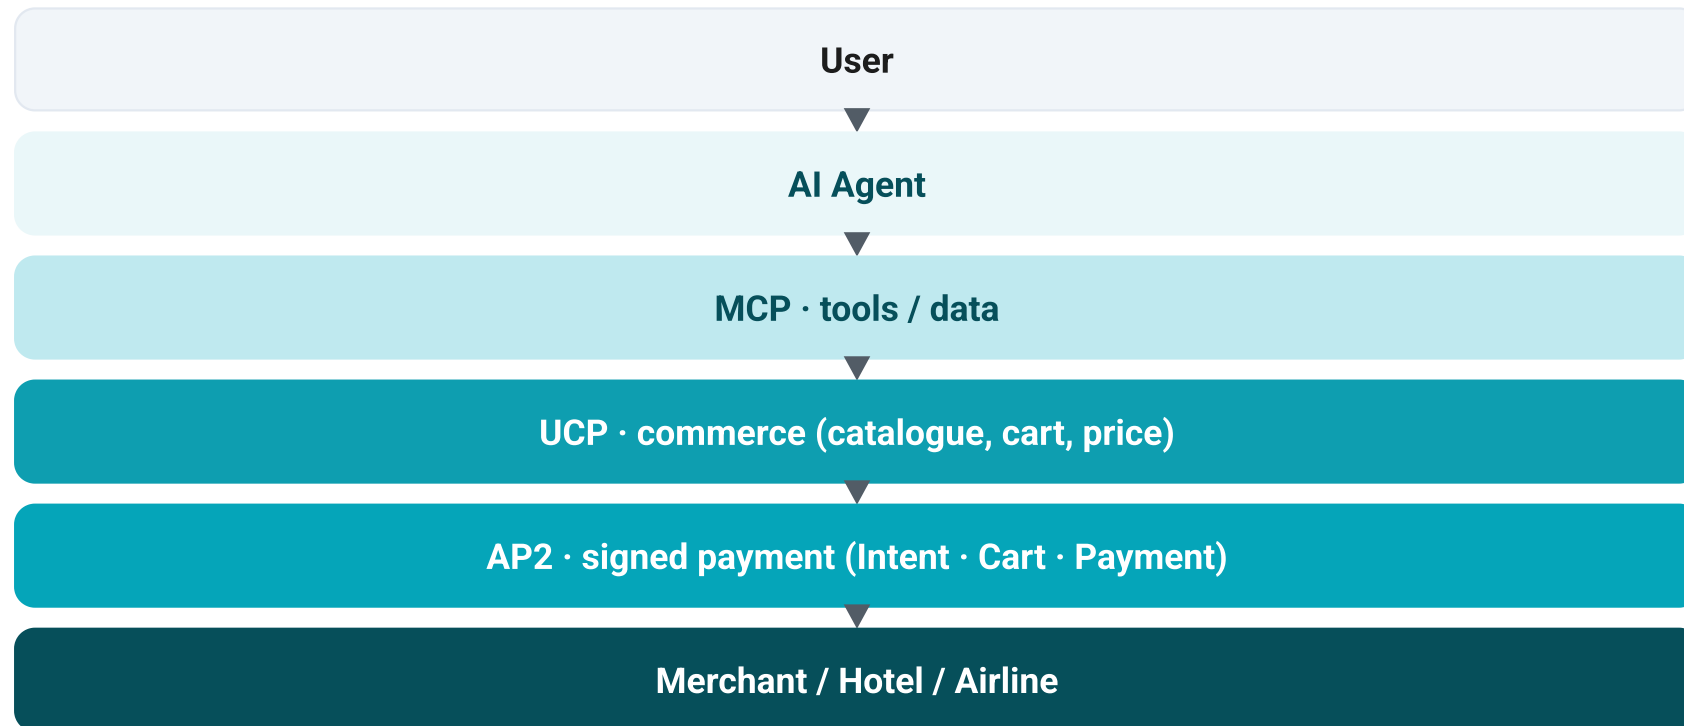 User
AI Agent
MCP · tools / data
UCP · commerce (catalogue, cart, price)
AP2 · signed payment (Intent · Cart · Payment)
Merchant / Hotel / Airline